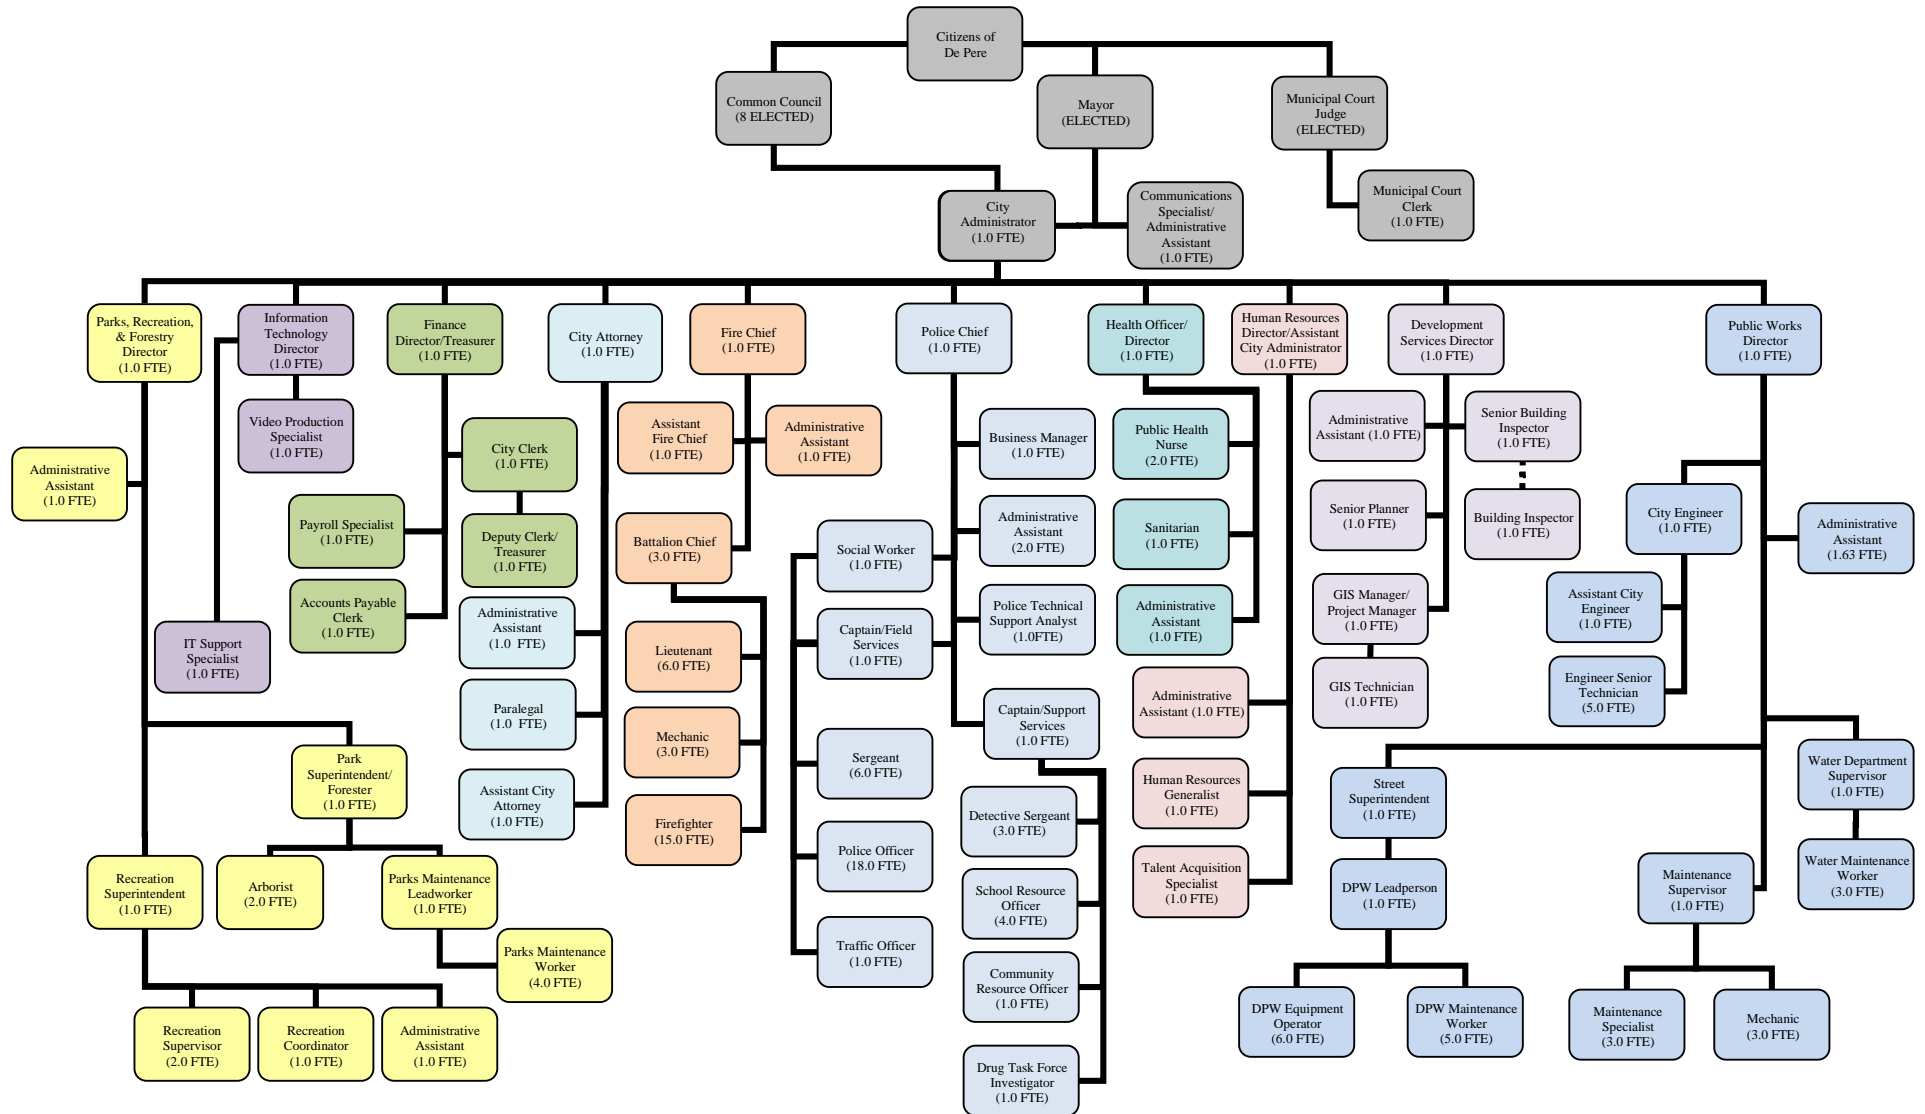 Citizens of
De Pere
Common Council
(8 ELECTED)
Mayor
(ELECTED)
Municipal Court
Judge
(ELECTED)
Municipal Court
Clerk
(1.0 FTE)
City
Administrator
(1.0 FTE)
Communications
Specialist/
Administrative
Assistant
(1.0 FTE)
Parks, Recreation,
& Forestry
Director
(1.0 FTE)
Information
Technology
Director
(1.0 FTE)
Finance
Director/Treasurer
(1.0 FTE)
City Attorney
(1.0 FTE)
Fire Chief
(1.0 FTE)
Police Chief
(1.0 FTE)
Health Officer/
Director
(1.0 FTE)
Human Resources
Director/Assistant
City Administrator
(1.0 FTE)
Development
Services Director
(1.0 FTE)
Public Works
Director
(1.0 FTE)
Administrative
Assistant
(1.0 FTE)
Park
Superintendent/
Forester
(1.0 FTE)
Recreation
Superintendent
(1.0 FTE)
Arborist
(2.0 FTE)
Parks Maintenance
Leadworker
(1.0 FTE)
Parks Maintenance
Worker
(4.0 FTE)
Recreation
Supervisor
(2.0 FTE)
Recreation
Coordinator
(1.0 FTE)
Administrative
Assistant
(1.0 FTE)
Video Production
Specialist
(1.0 FTE)
IT Support
Specialist
(1.0 FTE)
City Clerk
(1.0 FTE)
Payroll Specialist
(1.0 FTE)
Deputy Clerk/
Treasurer
(1.0 FTE)
Accounts Payable
Clerk
(1.0 FTE)
Administrative
Assistant
(1.0 FTE)
Paralegal
(1.0 FTE)
Assistant City
Attorney
(1.0 FTE)
Assistant
Fire Chief
(1.0 FTE)
Administrative
Assistant
(1.0 FTE)
Battalion Chief
(3.0 FTE)
Lieutenant
(6.0 FTE)
Mechanic
(3.0 FTE)
Firefighter
(15.0 FTE)
Business Manager
(1.0 FTE)
Administrative
Assistant
(2.0 FTE)
Social Worker
(1.0 FTE)
Police Technical
Support Analyst
(1.0FTE)
Captain/Field
Services
(1.0 FTE)
Captain/Support
Services
(1.0 FTE)
Sergeant
(6.0 FTE)
Police Officer
(18.0 FTE)
Traffic Officer
(1.0 FTE)
Detective Sergeant
(3.0 FTE)
School Resource
Officer
(4.0 FTE)
Community
Resource Officer
(1.0 FTE)
Drug Task Force
Investigator
(1.0 FTE)
Public Health
Nurse
(2.0 FTE)
Sanitarian
(1.0 FTE)
Administrative
Assistant
(1.0 FTE)
Administrative
Assistant (1.0 FTE)
Human Resources
Generalist
(1.0 FTE)
Talent Acquisition
Specialist
(1.0 FTE)
Administrative
Assistant (1.0 FTE)
Senior Building
Inspector
(1.0 FTE)
Senior Planner
(1.0 FTE)
Building Inspector
(1.0 FTE)
GIS Manager/
Project Manager
(1.0 FTE)
GIS Technician
(1.0 FTE)
City Engineer
(1.0 FTE)
Administrative
Assistant
(1.63 FTE)
Assistant City
Engineer
(1.0 FTE)
Engineer Senior
Technician
(5.0 FTE)
Street
Superintendent
(1.0 FTE)
Water Department
Supervisor
(1.0 FTE)
DPW Leadperson
(1.0 FTE)
Maintenance
Supervisor
(1.0 FTE)
Water Maintenance
Worker
(3.0 FTE)
DPW Equipment
Operator
(6.0 FTE)
DPW Maintenance
Worker
(5.0 FTE)
Maintenance
Specialist
(3.0 FTE)
Mechanic
(3.0 FTE)